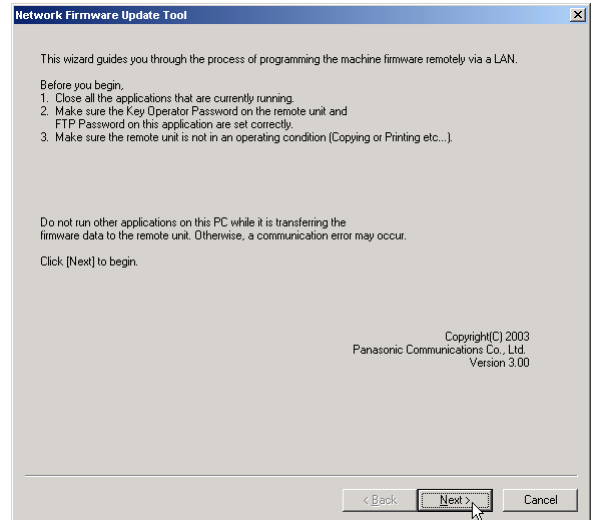 Network Firmware Update Tool
This wizard guides you through the process of programming the machine firmware remotely via a LAN.
Before you begin,
1. Close all the applications that are currently running.
2. Make sure the Key Operator Password on the remote unit and
FTP Password on this application are set correctly.
3. Make sure the remote unit is not in an operating condition (Copying or Printing etc...).
Do not run other applications on this PC while it is transferring the
firmware data to the remote unit. Otherwise, a communication error may occur.
Click [Next] to begin.
Copyright(C) 2003
Panasonic Communications Co., Ltd.
Version 3.00
< Back Next > Cancel